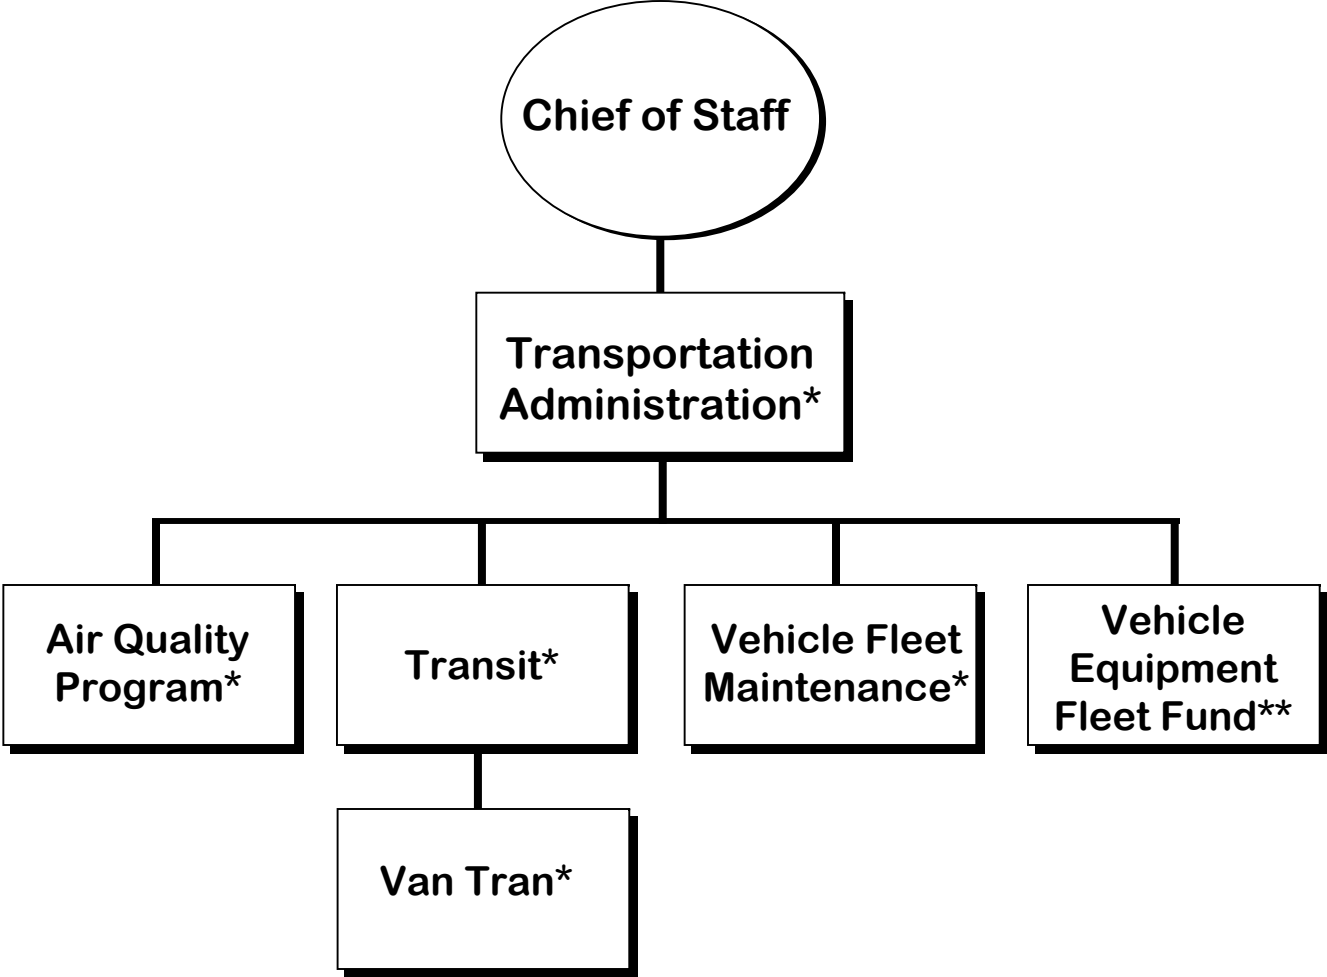 Chief of Staff
Transportation
Administration*
Air Quality
Program*
Transit*
Vehicle Fleet
Maintenance*
Vehicle
Equipment
Fleet Fund**
Van Tran*